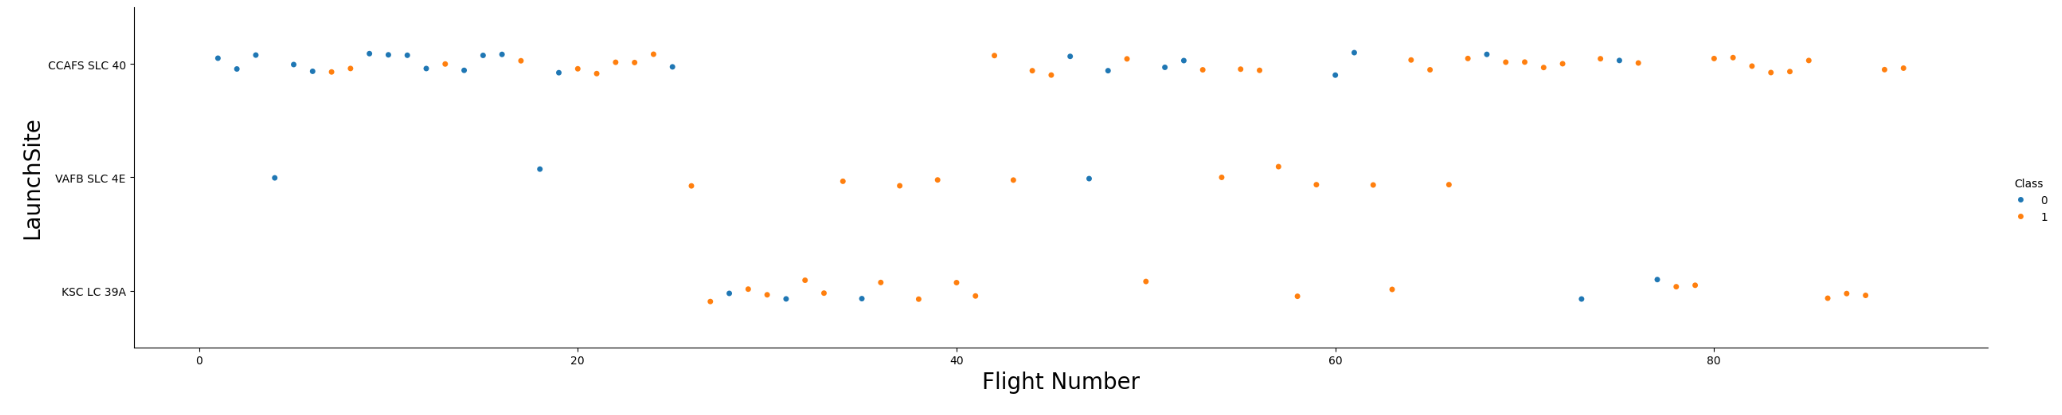 LaunchSite
CCAFS SLC 40
VAFB SLC 4E
KSC LC 39A
0 20 40 60 80
Flight Number
Class
0
1